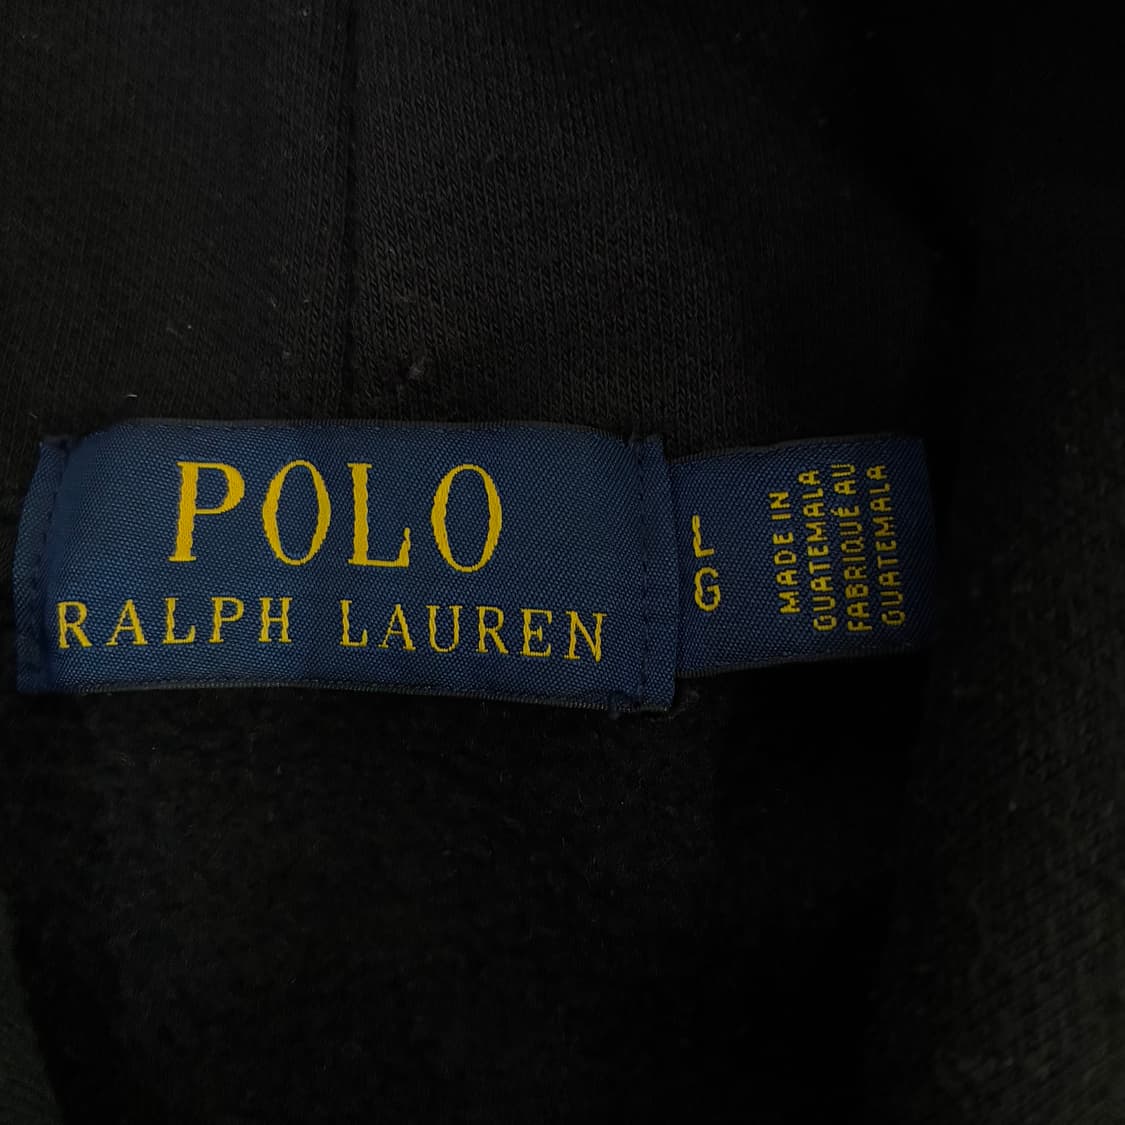 POLO
RALPH LAUREN
L
G
MADE IN
GUATEMALA
FABRIQUÉ AU
GUATEMALA